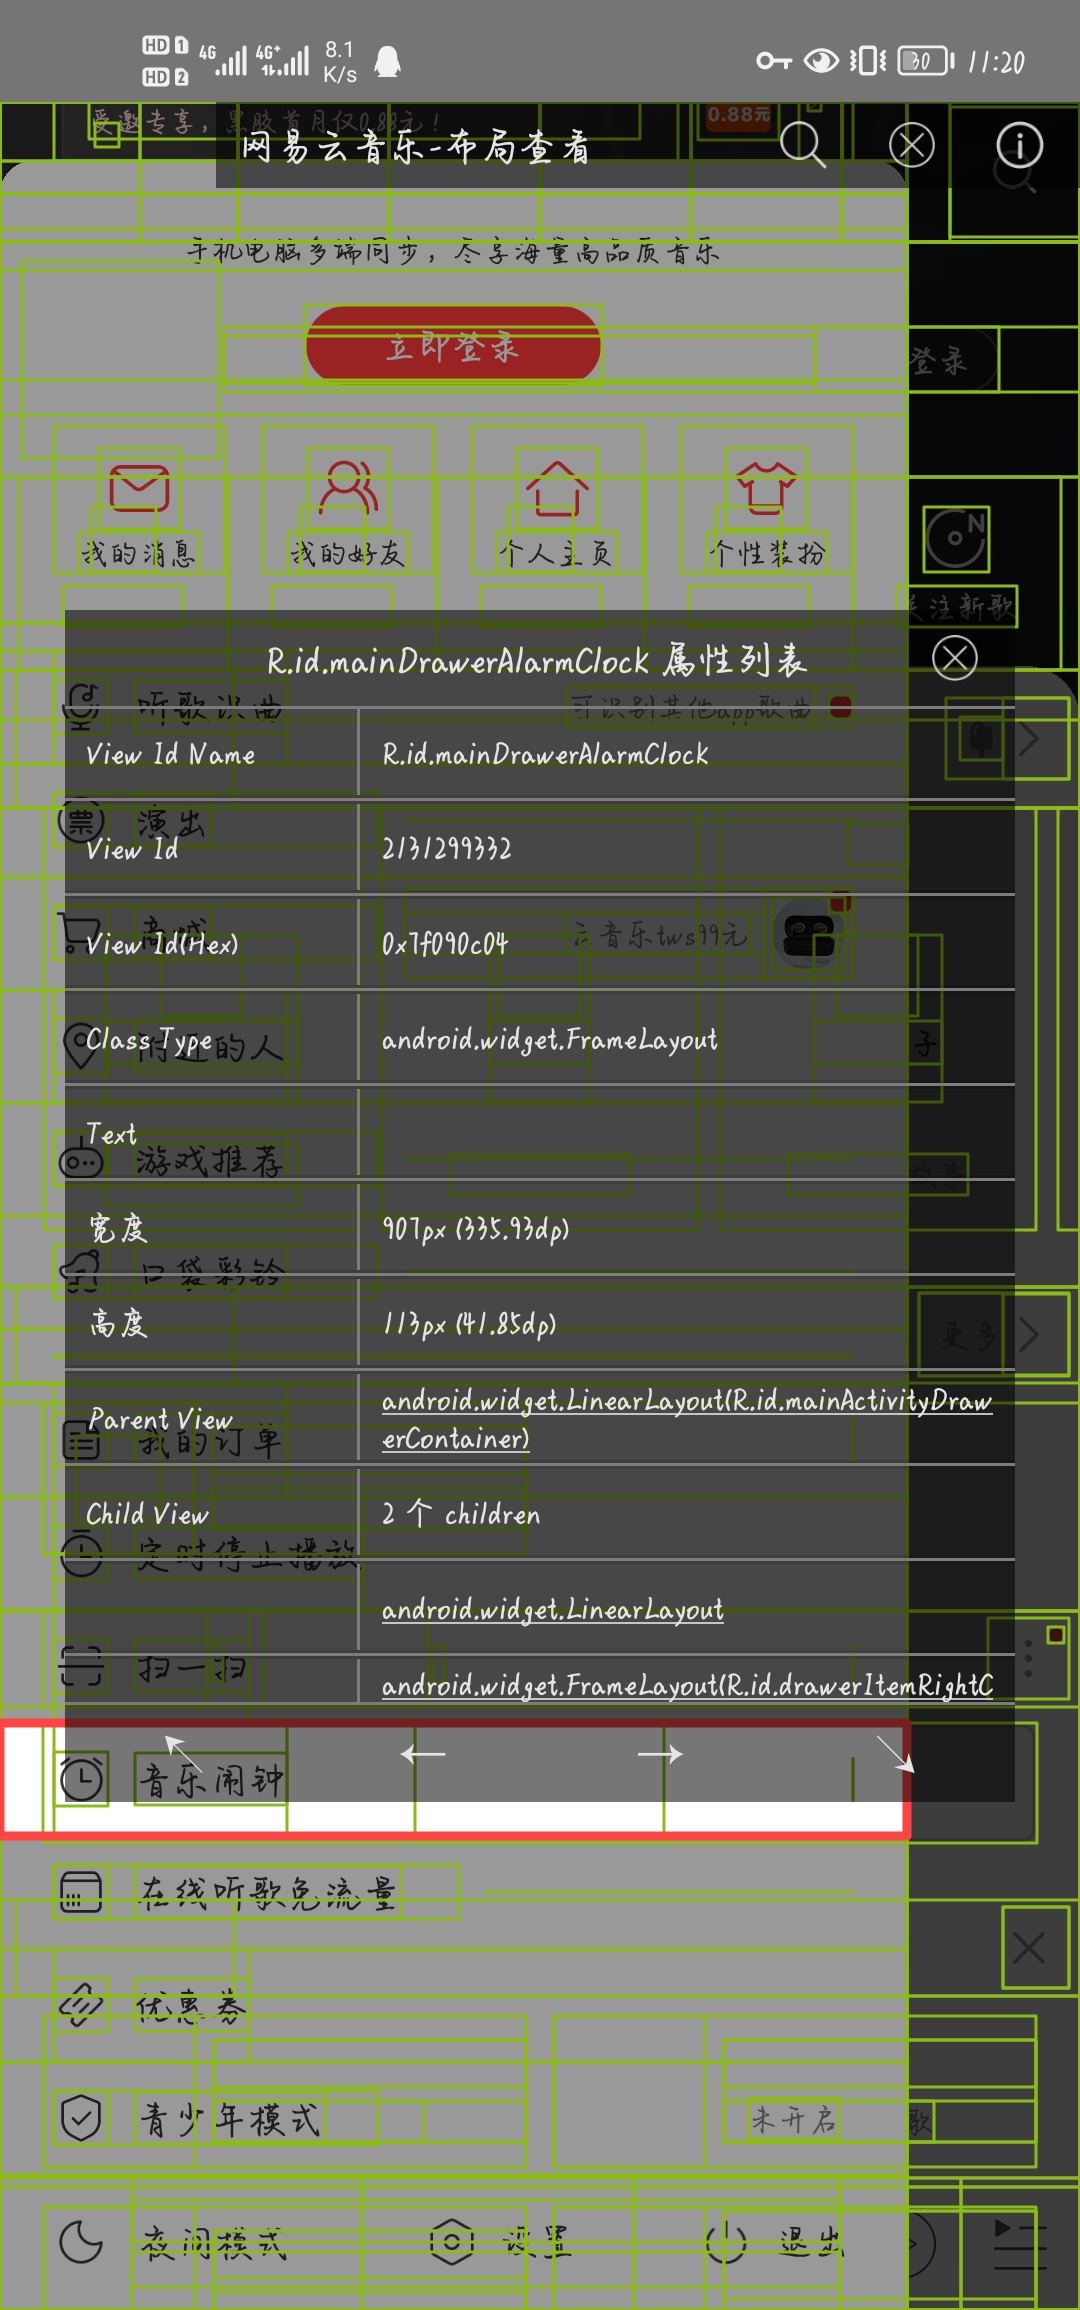 HD 1 4G 4G+ 8.1 30 11:20
HD 2 K/s
受邀专享，黑胶首月仅0.88元！
0.88元
网易云音乐-布局查看
手机电脑多端同步，尽享海量高品质音乐
立即登录
登录
我的消息 我的好友 个人主页 个性装扮
关注新歌
R.id.mainDrawerAlarmClock 属性列表
听歌识曲 可识别其他app歌曲
View Id Name R.id.mainDrawerAlarmClock
票 演出
View Id 2131299332
商城 云音乐tws99元
View Id(Hex) 0x7f090c04
附近的人 子
Class Type android.widget.FrameLayout
Text
游戏推荐
宽度 907px (335.93dp)
口袋彩铃
高度 113px (41.85dp)
更多
Parent View android.widget.LinearLayout(R.id.mainActivityDraw
erContainer)
我的订单
Child View 2 个 children
定时停止播放
android.widget.LinearLayout
扫一扫
android.widget.FrameLayout(R.id.drawerItemRightC
音乐闹钟
在线听歌免流量
优惠券
青少年模式 未开启 歌
夜间模式 设置 退出